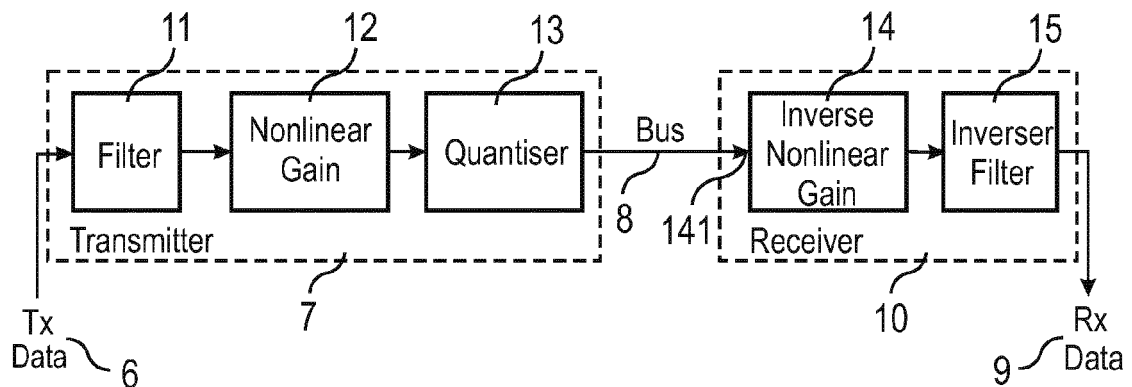 11
12
13
14
15
Filter
Nonlinear
Gain
Quantiser
Bus
Inverse
Nonlinear
Gain
Inverser
Filter
8
141
Transmitter
Receiver
7
10
Tx
Data
6
9
Rx
Data